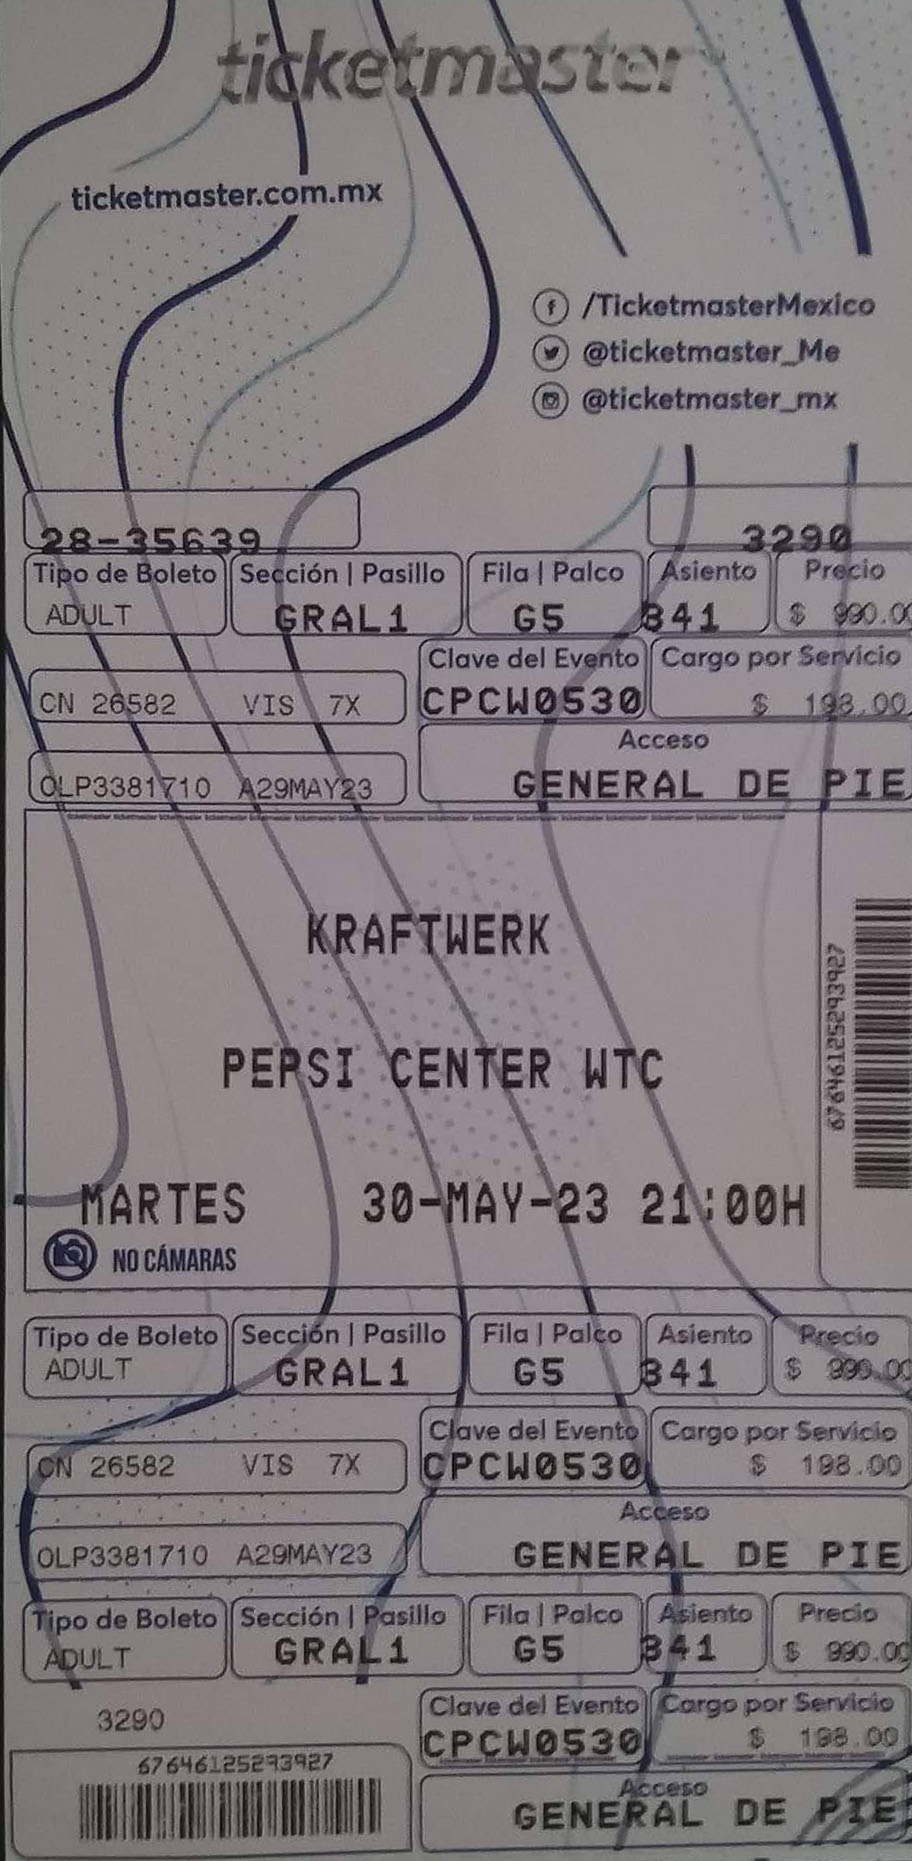 ticketmaster
ticketmaster.com.mx
/TicketmasterMexico
@ticketmaster_Me
@ticketmaster_mx
28-35639 3290
Tipo de Boleto Sección | Pasillo Fila | Palco Asiento Precio
ADULT GRAL1 G5 341 $ 990.00
Clave del Evento Cargo por Servicio
CN 26582 VIS 7X CPCW0530 $ 198.00
Acceso
OLP3381710 A29MAY23 GENERAL DE PIE
KRAFTWERK
67646125293927
PEPSI CENTER WTC
MARTES 30-MAY-23 21:00H
NO CÁMARAS
Tipo de Boleto Sección | Pasillo Fila | Palco Asiento Precio
ADULT GRAL1 G5 341 $ 990.00
Clave del Evento Cargo por Servicio
CN 26582 VIS 7X CPCW0530 $ 198.00
Acceso
OLP3381710 A29MAY23 GENERAL DE PIE
Tipo de Boleto Sección | Pasillo Fila | Palco Asiento Precio
ADULT GRAL1 G5 341 $ 990.00
Clave del Evento Cargo por Servicio
3290 CPCW0530 $ 198.00
67646125293927
Acceso
GENERAL DE PIE